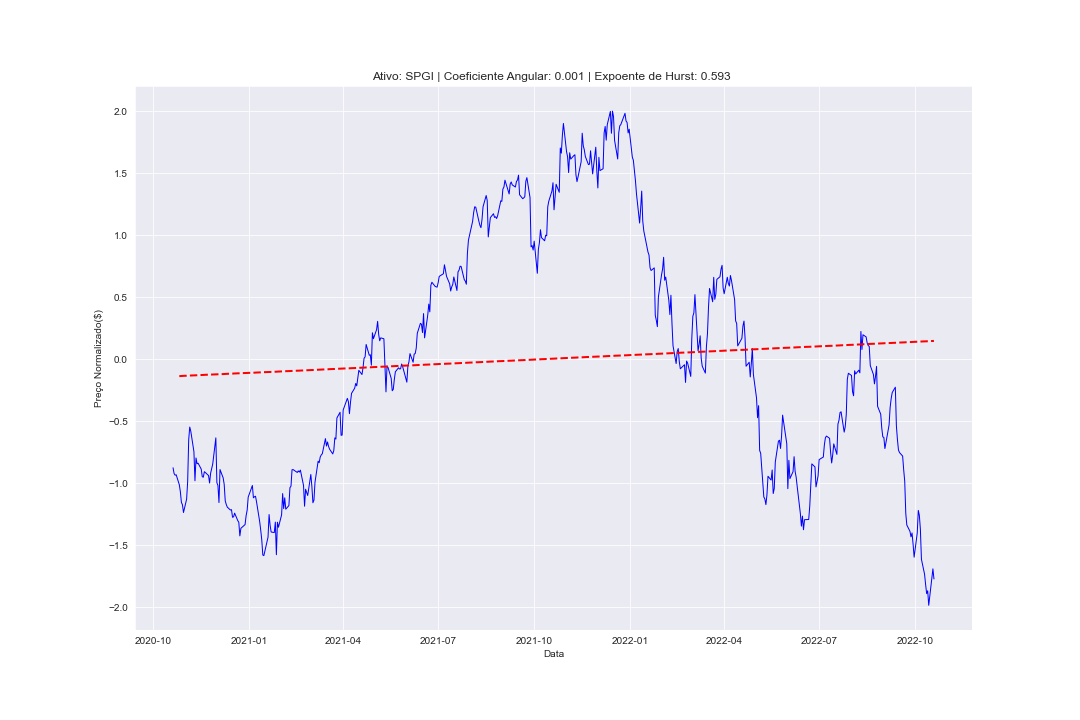 Ativo: SPGI | Coeficiente Angular: 0.001 | Expoente de Hurst: 0.593
2.0
1.5
1.0
0.5
0.0
−0.5
−1.0
−1.5
−2.0
Preço Normalizado($)
2020-10 2021-01 2021-04 2021-07 2021-10 2022-01 2022-04 2022-07 2022-10
Data